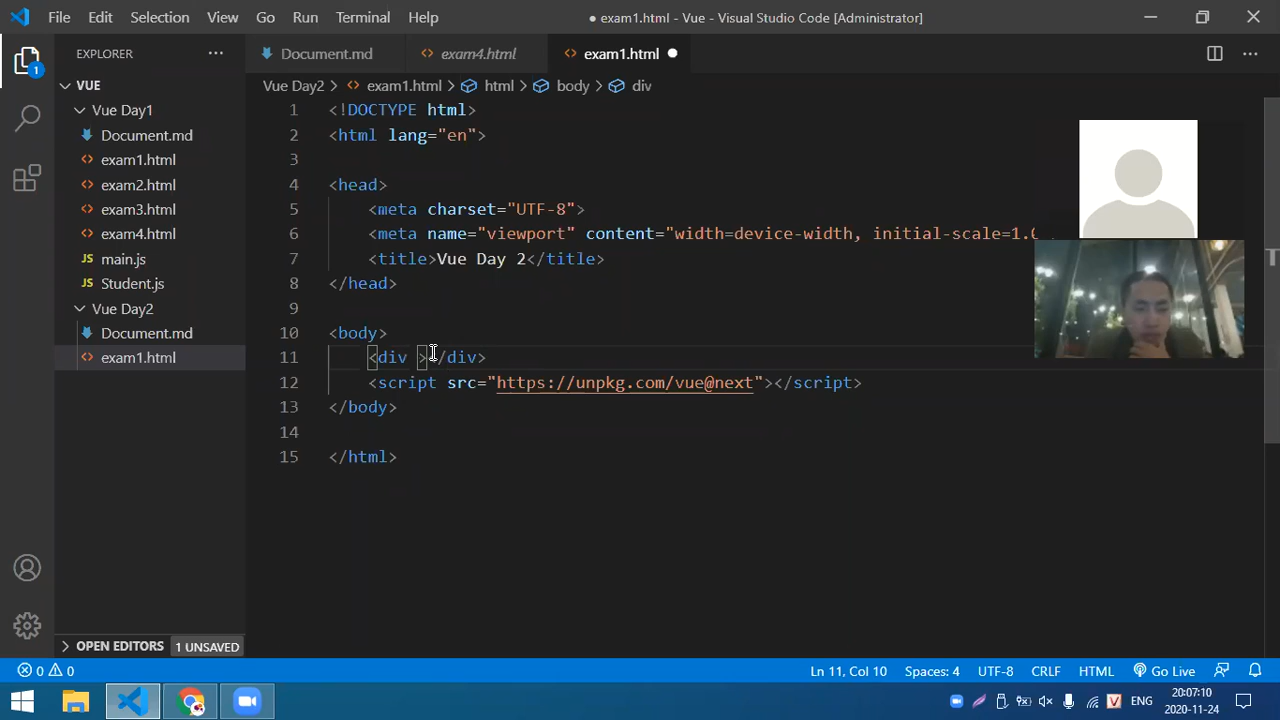 File Edit Selection View Go Run Terminal Help
● exam1.html - Vue - Visual Studio Code [Administrator]
EXPLORER
Document.md
exam4.html
exam1.html
1
VUE
Vue Day1
Document.md
exam1.html
exam2.html
exam3.html
exam4.html
JS main.js
JS Student.js
Vue Day2
Document.md
exam1.html
OPEN EDITORS 1 UNSAVED
Vue Day2 > exam1.html > html > body > div
1 <!DOCTYPE html>
2 <html lang="en">
3
4 <head>
5 <meta charset="UTF-8">
6 <meta name="viewport" content="width=device-width, initial-scale=1.0
7 <title>Vue Day 2</title>
8 </head>
9
10 <body>
11 <div ></div>
12 <script src="https://unpkg.com/vue@next"></script>
13 </body>
14
15 </html>
0 0
Ln 11, Col 10 Spaces: 4 UTF-8 CRLF HTML Go Live
V ENG
20:07:10
2020-11-24